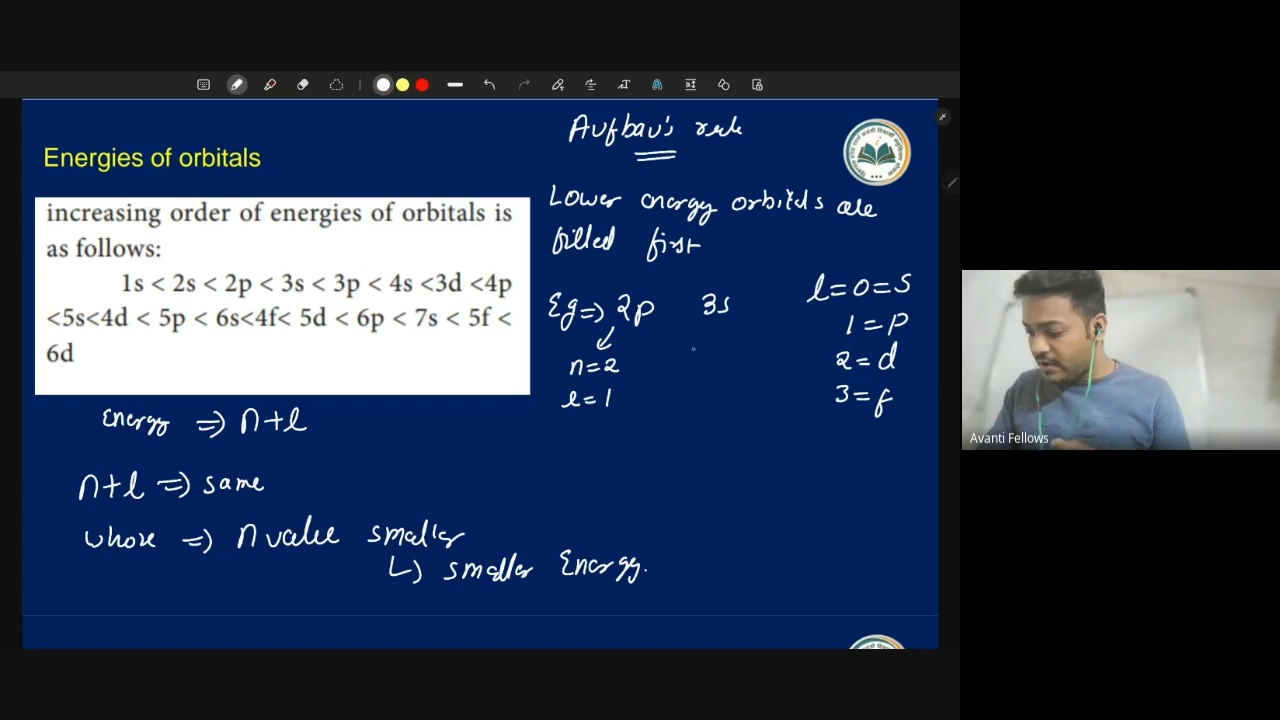 Energies of orbitals
increasing order of energies of orbitals is
as follows:
1s < 2s < 2p < 3s < 3p < 4s <3d <4p
<5s<4d < 5p < 6s<4f< 5d < 6p < 7s < 5f <
6d
Energy => n+l
n+l => same
whose => n value smaller
↳ smaller Energy.
Aufbau's rule
Lower energy orbitals are
filled first
Eg => 2p 3s
n=2
l=1
l=0=s
1=p
2=d
3=f
Avanti Fellows